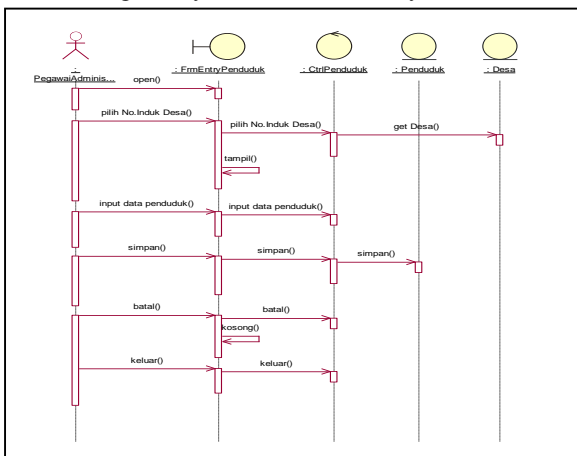 :
PegawaiAdminis...
: FrmEntryPenduduk
: CtrlPenduduk
: Penduduk
: Desa
open()
pilih No.Induk Desa()
pilih No.Induk Desa()
get Desa()
tampil()
input data penduduk()
input data penduduk()
simpan()
simpan()
simpan()
batal()
batal()
kosong()
keluar()
keluar()